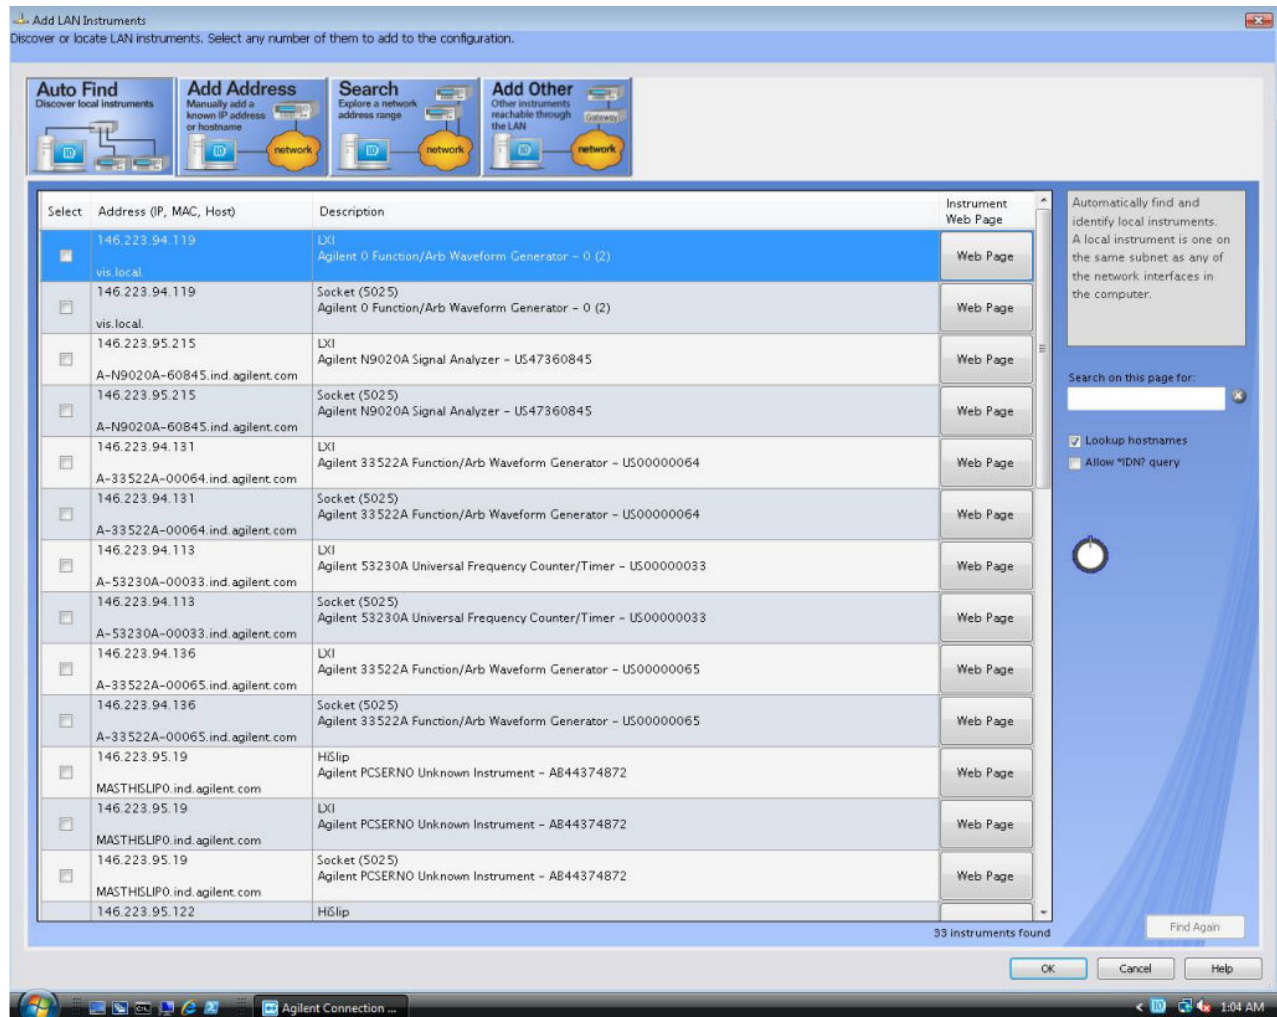 Add LAN Instruments
Discover or locate LAN instruments. Select any number of them to add to the configuration.
Auto Find
Discover local instruments
IO
Add Address
Manually add a
known IP address
or hostname
IO
network
Search
Explore a network
address range
IO
network
Add Other
Other instruments
reachable through
the LAN
Gateway
IO
network
Select Address (IP, MAC, Host) Description Instrument
Web Page
146.223.94.119 LXI
Agilent 0 Function/Arb Waveform Generator - 0 (2) Web Page
vis.local.
146.223.94.119 Socket (5025)
Agilent 0 Function/Arb Waveform Generator - 0 (2) Web Page
vis.local.
146.223.95.215 LXI
Agilent N9020A Signal Analyzer - US47360845 Web Page
A-N9020A-60845.ind.agilent.com
146.223.95.215 Socket (5025)
Agilent N9020A Signal Analyzer - US47360845 Web Page
A-N9020A-60845.ind.agilent.com
146.223.94.131 LXI
Agilent 33522A Function/Arb Waveform Generator - US00000064 Web Page
A-33522A-00064.ind.agilent.com
146.223.94.131 Socket (5025)
Agilent 33522A Function/Arb Waveform Generator - US00000064 Web Page
A-33522A-00064.ind.agilent.com
146.223.94.113 LXI
Agilent 53230A Universal Frequency Counter/Timer - US00000033 Web Page
A-53230A-00033.ind.agilent.com
146.223.94.113 Socket (5025)
Agilent 53230A Universal Frequency Counter/Timer - US00000033 Web Page
A-53230A-00033.ind.agilent.com
146.223.94.136 LXI
Agilent 33522A Function/Arb Waveform Generator - US00000065 Web Page
A-33522A-00065.ind.agilent.com
146.223.94.136 Socket (5025)
Agilent 33522A Function/Arb Waveform Generator - US00000065 Web Page
A-33522A-00065.ind.agilent.com
146.223.95.19 HiSlip
Agilent PCSERNO Unknown Instrument - AB44374872 Web Page
MASTHISLIP0.ind.agilent.com
146.223.95.19 LXI
Agilent PCSERNO Unknown Instrument - AB44374872 Web Page
MASTHISLIP0.ind.agilent.com
146.223.95.19 Socket (5025)
Agilent PCSERNO Unknown Instrument - AB44374872 Web Page
MASTHISLIP0.ind.agilent.com
146.223.95.122 HiSlip
33 instruments found
Automatically find and
identify local instruments.
A local instrument is one on
the same subnet as any of
the network interfaces in
the computer.
Search on this page for:
Lookup hostnames
Allow *IDN? query
Find Again
OK Cancel Help
Agilent Connection ...
IO
1:04 AM